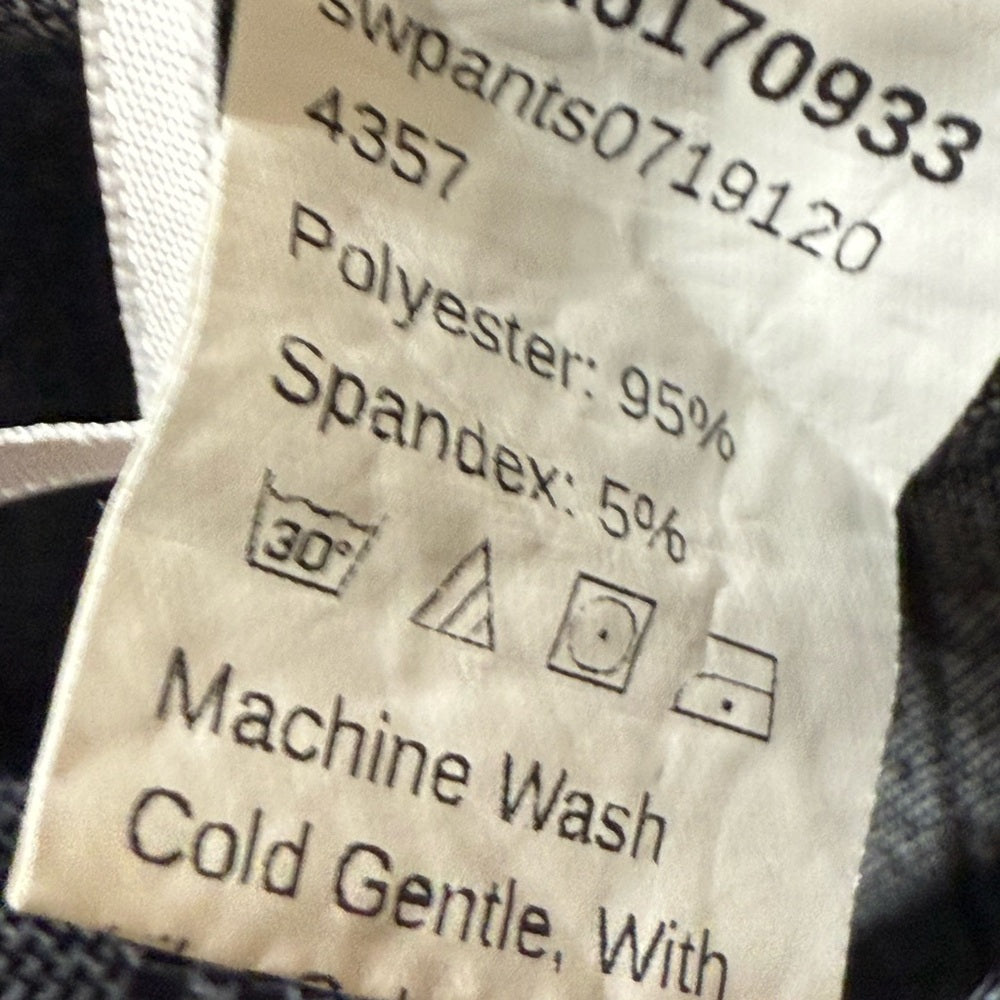 swpants0719120
4357
Polyester: 95%
Spandex: 5%
30°
Machine Wash
Cold Gentle, With